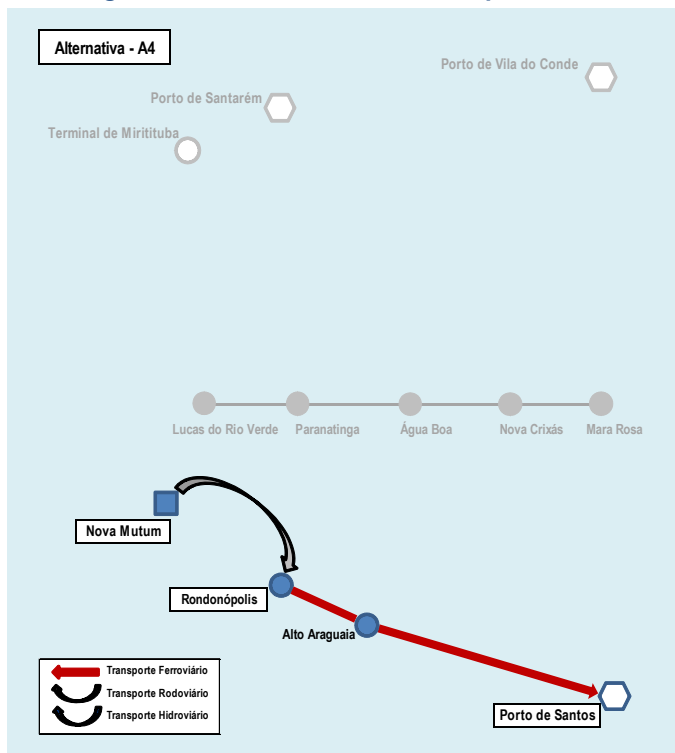 Alternativa - A4
Porto de Vila do Conde
Porto de Santarém
Terminal de Miritituba
Lucas do Rio Verde
Paranatinga
Água Boa
Nova Crixás
Mara Rosa
Nova Mutum
Rondonópolis
Alto Araguaia
Porto de Santos
Transporte Ferroviário
Transporte Rodoviário
Transporte Hidroviário